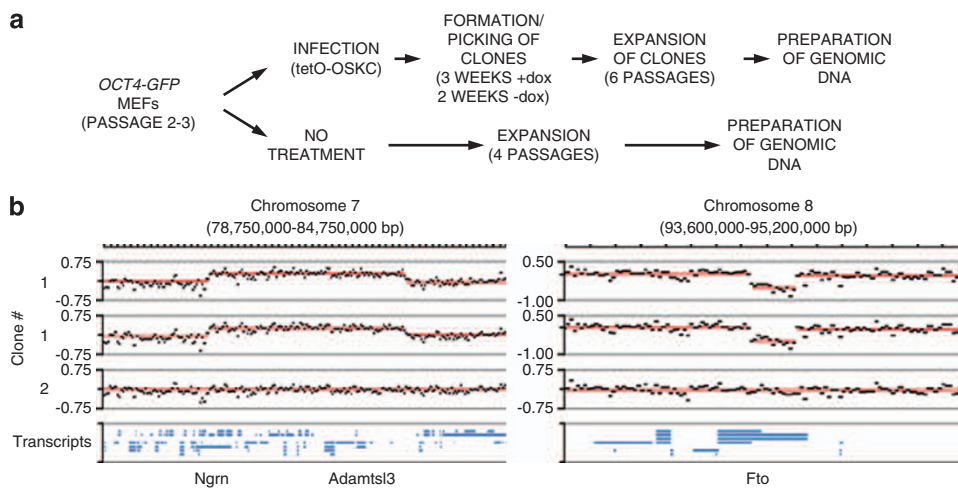 a
OCT4-GFP
MEFs
(PASSAGE 2-3)
INFECTION
(tetO-OSKC)
FORMATION/
PICKING OF
CLONES
(3 WEEKS +dox
2 WEEKS -dox)
EXPANSION
OF CLONES
(6 PASSAGES)
PREPARATION
OF GENOMIC
DNA
NO
TREATMENT
EXPANSION
(4 PASSAGES)
PREPARATION
OF GENOMIC
DNA
b
Chromosome 7
(78,750,000-84,750,000 bp)
Chromosome 8
(93,600,000-95,200,000 bp)
Clone #
0.75
1
-0.75
0.50
-1.00
0.75
1
-0.75
0.50
-1.00
0.75
2
-0.75
0.75
-0.75
Transcripts
Ngrn
Adamtsl3
Fto